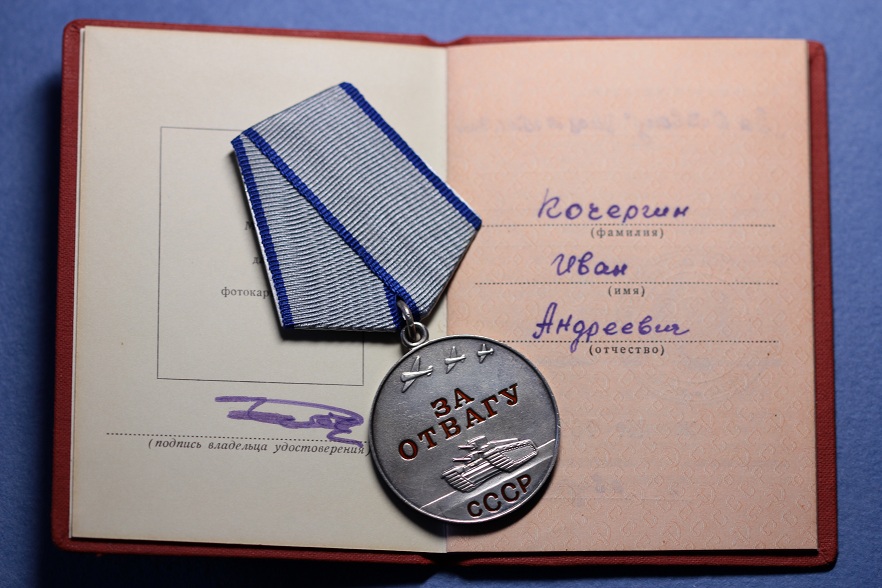 фотокар
(подпись владельца удостоверения)
ЗА
ОТВАГУ
СССР
Кочергин
(фамилия)
Иван
(имя)
Андреевич
(отчество)